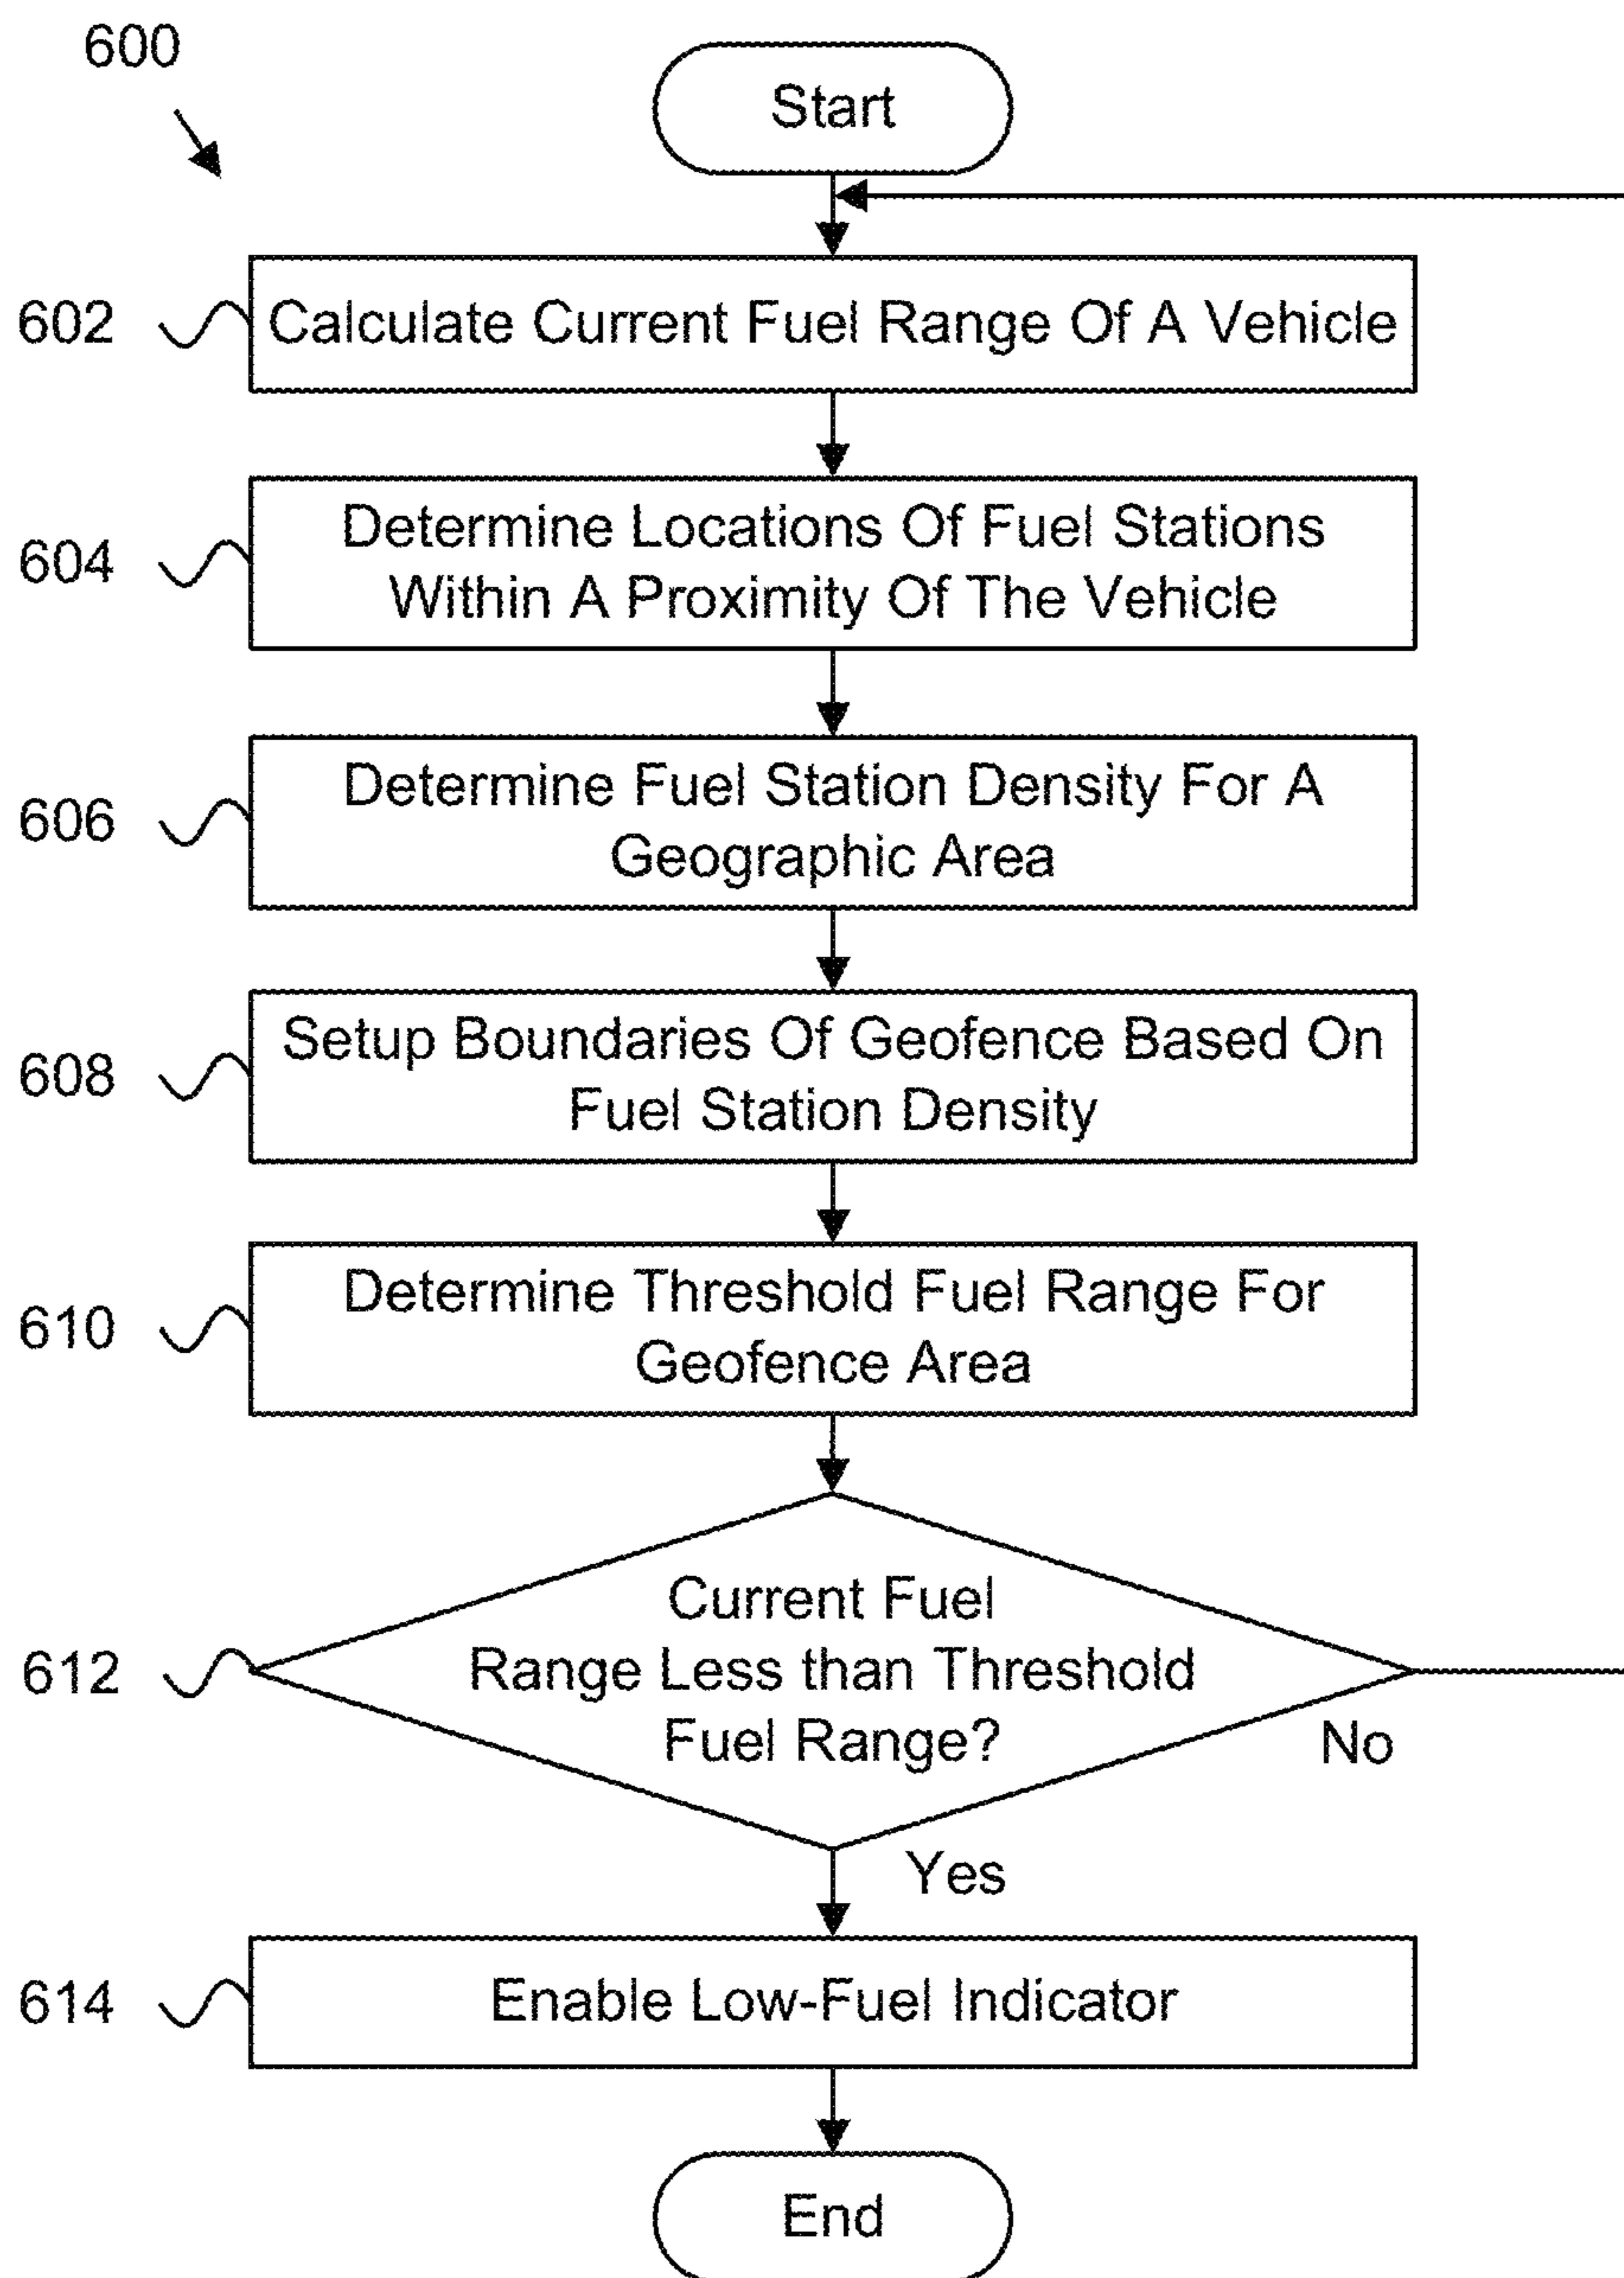 600
Start
602
Calculate Current Fuel Range Of A Vehicle
604
Determine Locations Of Fuel Stations
Within A Proximity Of The Vehicle
606
Determine Fuel Station Density For A
Geographic Area
608
Setup Boundaries Of Geofence Based On
Fuel Station Density
610
Determine Threshold Fuel Range For
Geofence Area
612
Current Fuel
Range Less than Threshold
Fuel Range?
No
Yes
614
Enable Low-Fuel Indicator
End